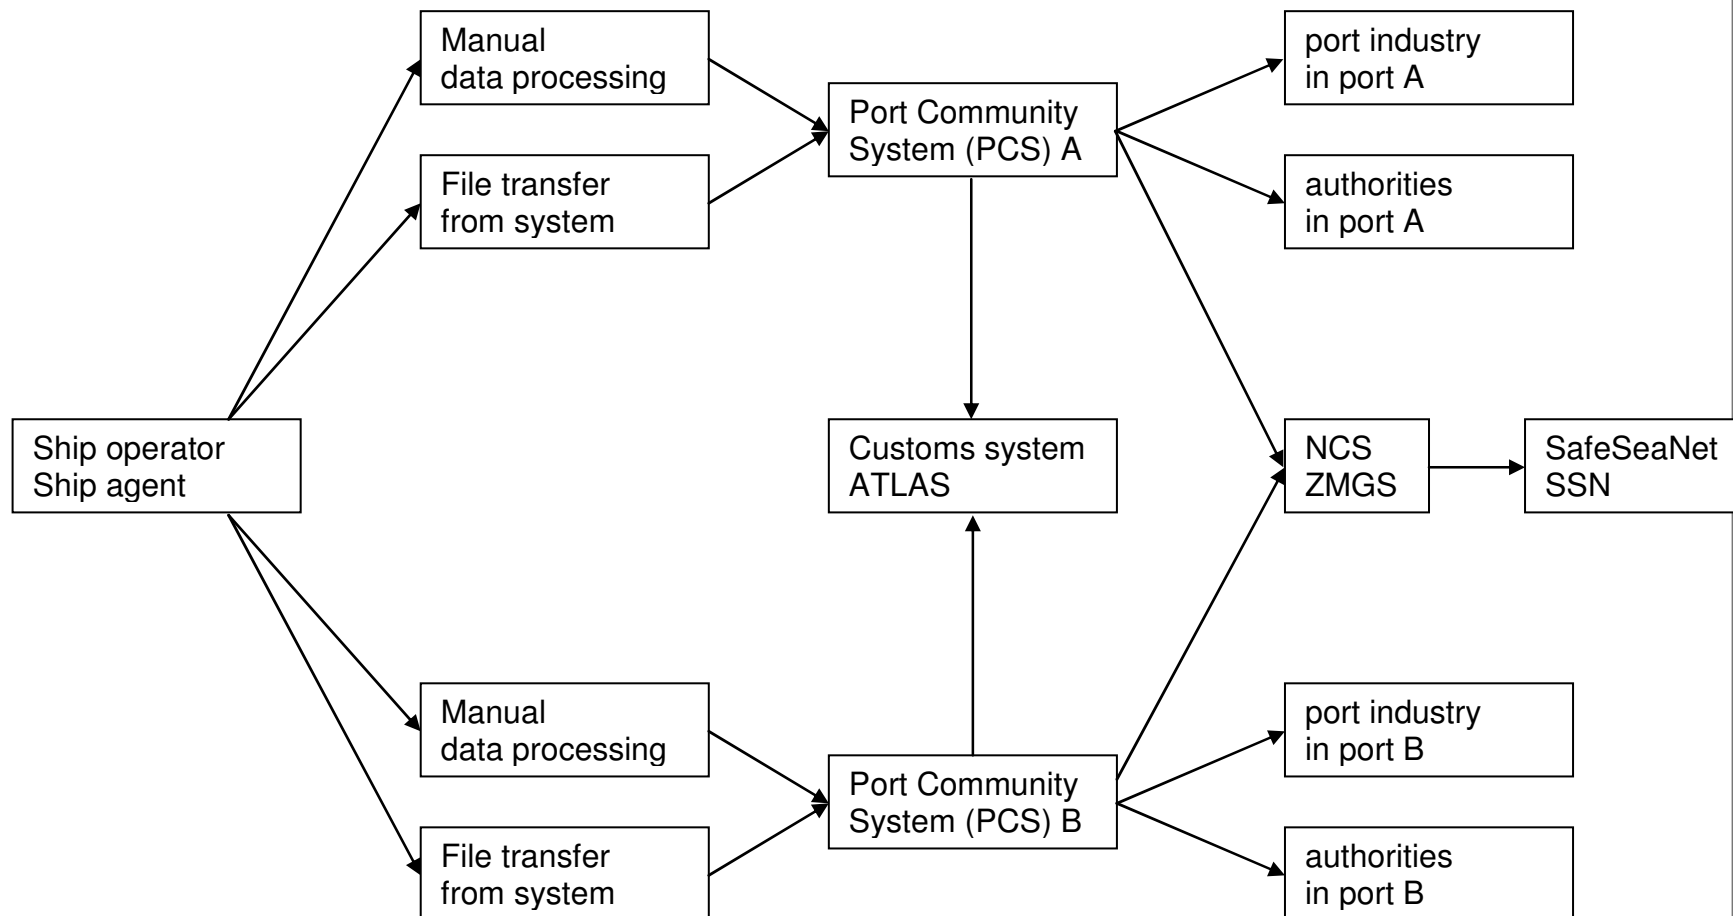 Manual
data processing
port industry
in port A
Port Community
System (PCS) A
File transfer
from system
authorities
in port A
Ship operator
Ship agent
Customs system
ATLAS
NCS
ZMGS
SafeSeaNet
SSN
Manual
data processing
port industry
in port B
Port Community
System (PCS) B
File transfer
from system
authorities
in port B